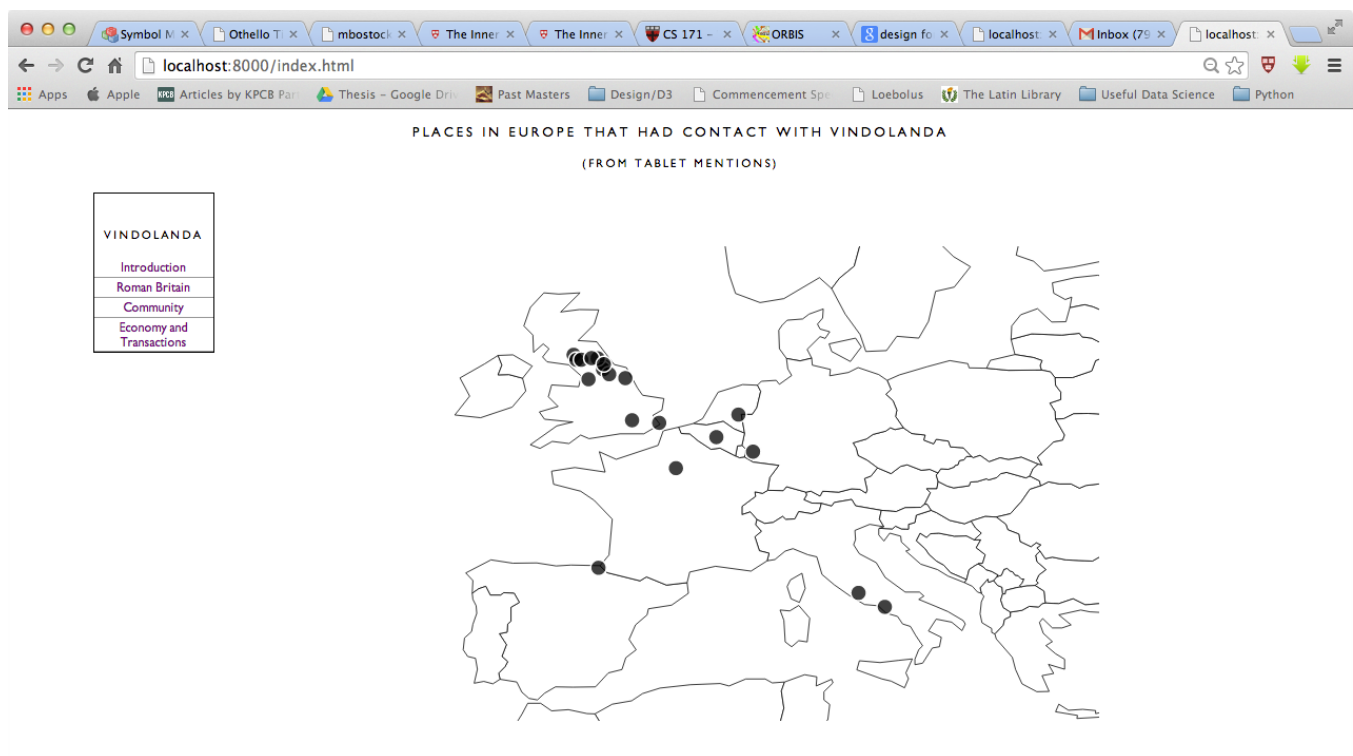 Symbol M
Othello T
mbostock
The Inner
The Inner
CS 171 –
ORBIS
design fo
localhost:
Inbox (79
localhost:
localhost:8000/index.html
Apps
Apple
KPCB
Articles by KPCB Par
Thesis – Google Driv
Past Masters
Design/D3
Commencement Spe
Loebolus
The Latin Library
Useful Data Science
Python
PLACES IN EUROPE THAT HAD CONTACT WITH VINDOLANDA
(FROM TABLET MENTIONS)
VINDOLANDA
Introduction
Roman Britain
Community
Economy and
Transactions